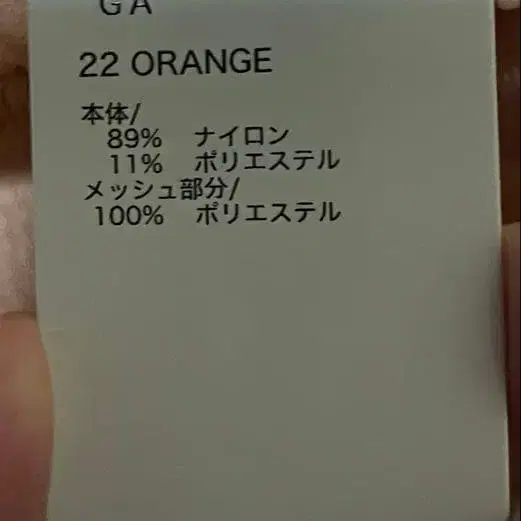 GA
22 ORANGE
本体/
89% ナイロン
11% ポリエステル
メッシュ部分/
100% ポリエステル